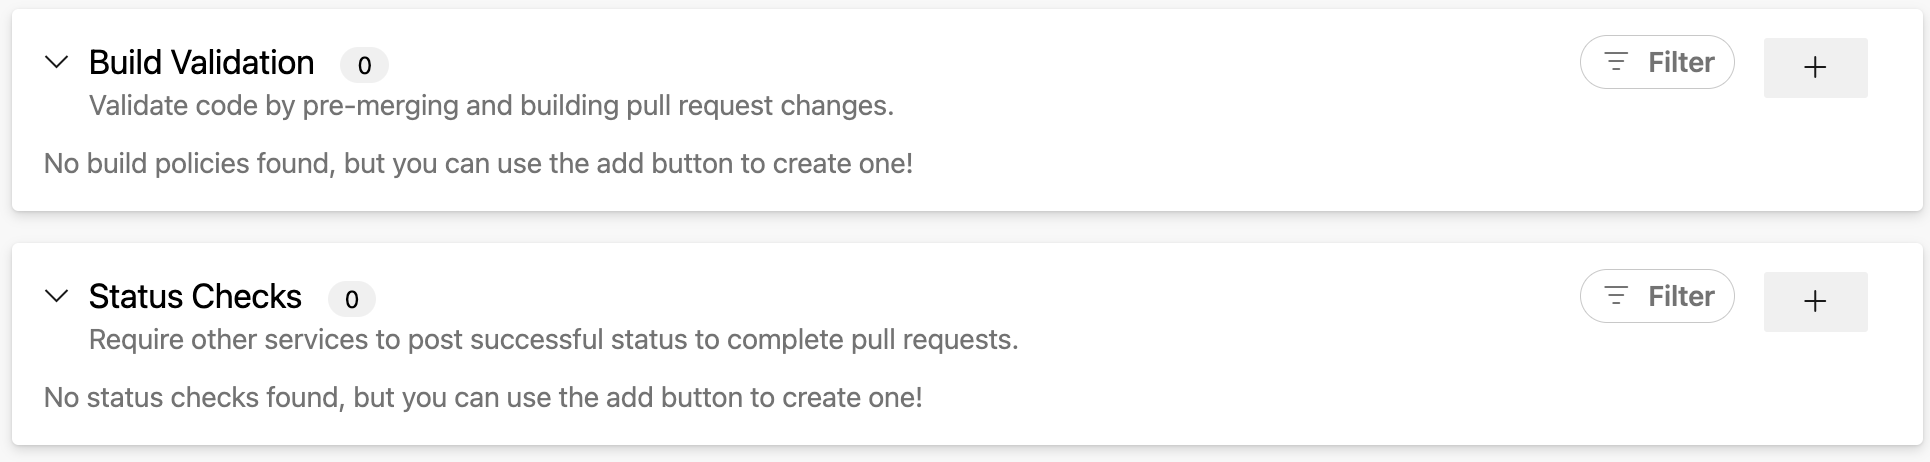 Build Validation 0
Filter
+
Validate code by pre-merging and building pull request changes.
No build policies found, but you can use the add button to create one!
Status Checks 0
Filter
+
Require other services to post successful status to complete pull requests.
No status checks found, but you can use the add button to create one!